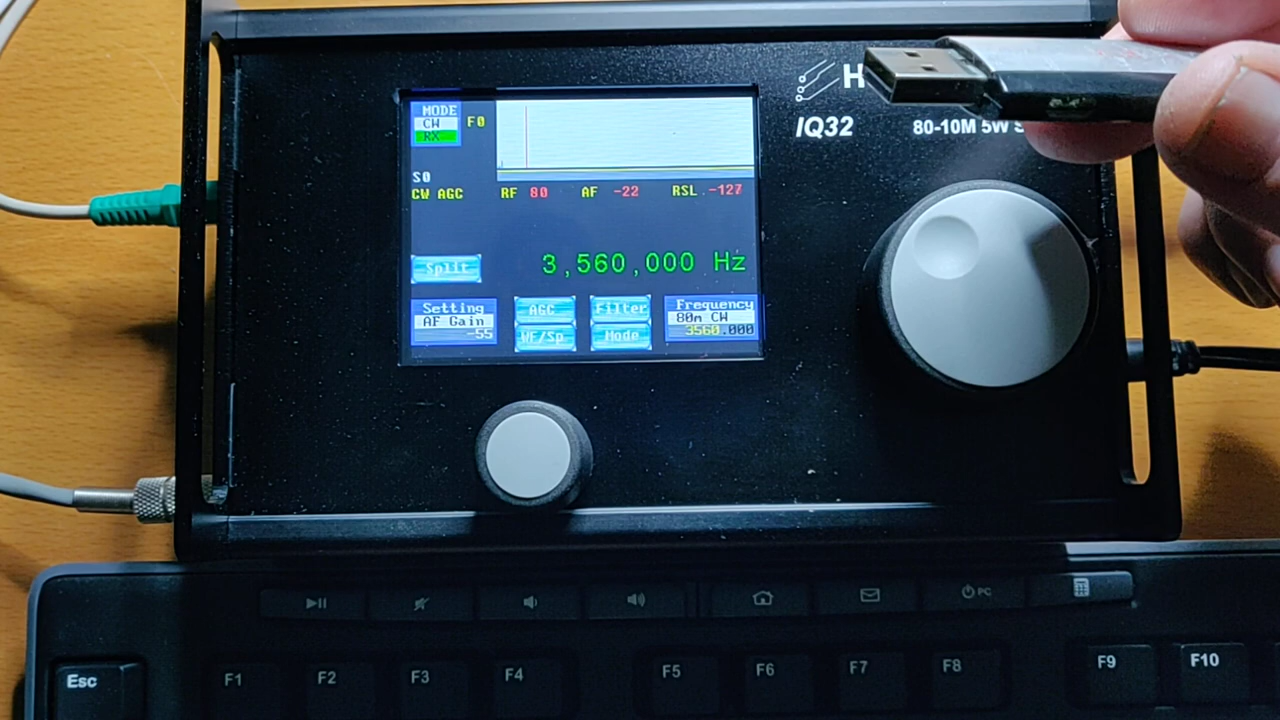 MODE
CW
RX
F0
S0
CW AGC
RF 80
AF -22
RSL -127
Split
3,560,000 Hz
Setting
AF Gain
-55
AGC
WF/Sp
Filter
Mode
Frequency
80m CW
3560.000
H
IQ32
80-10M 5W
PC
Esc
F1
F2
F3
F4
F5
F6
F7
F8
F9
F10